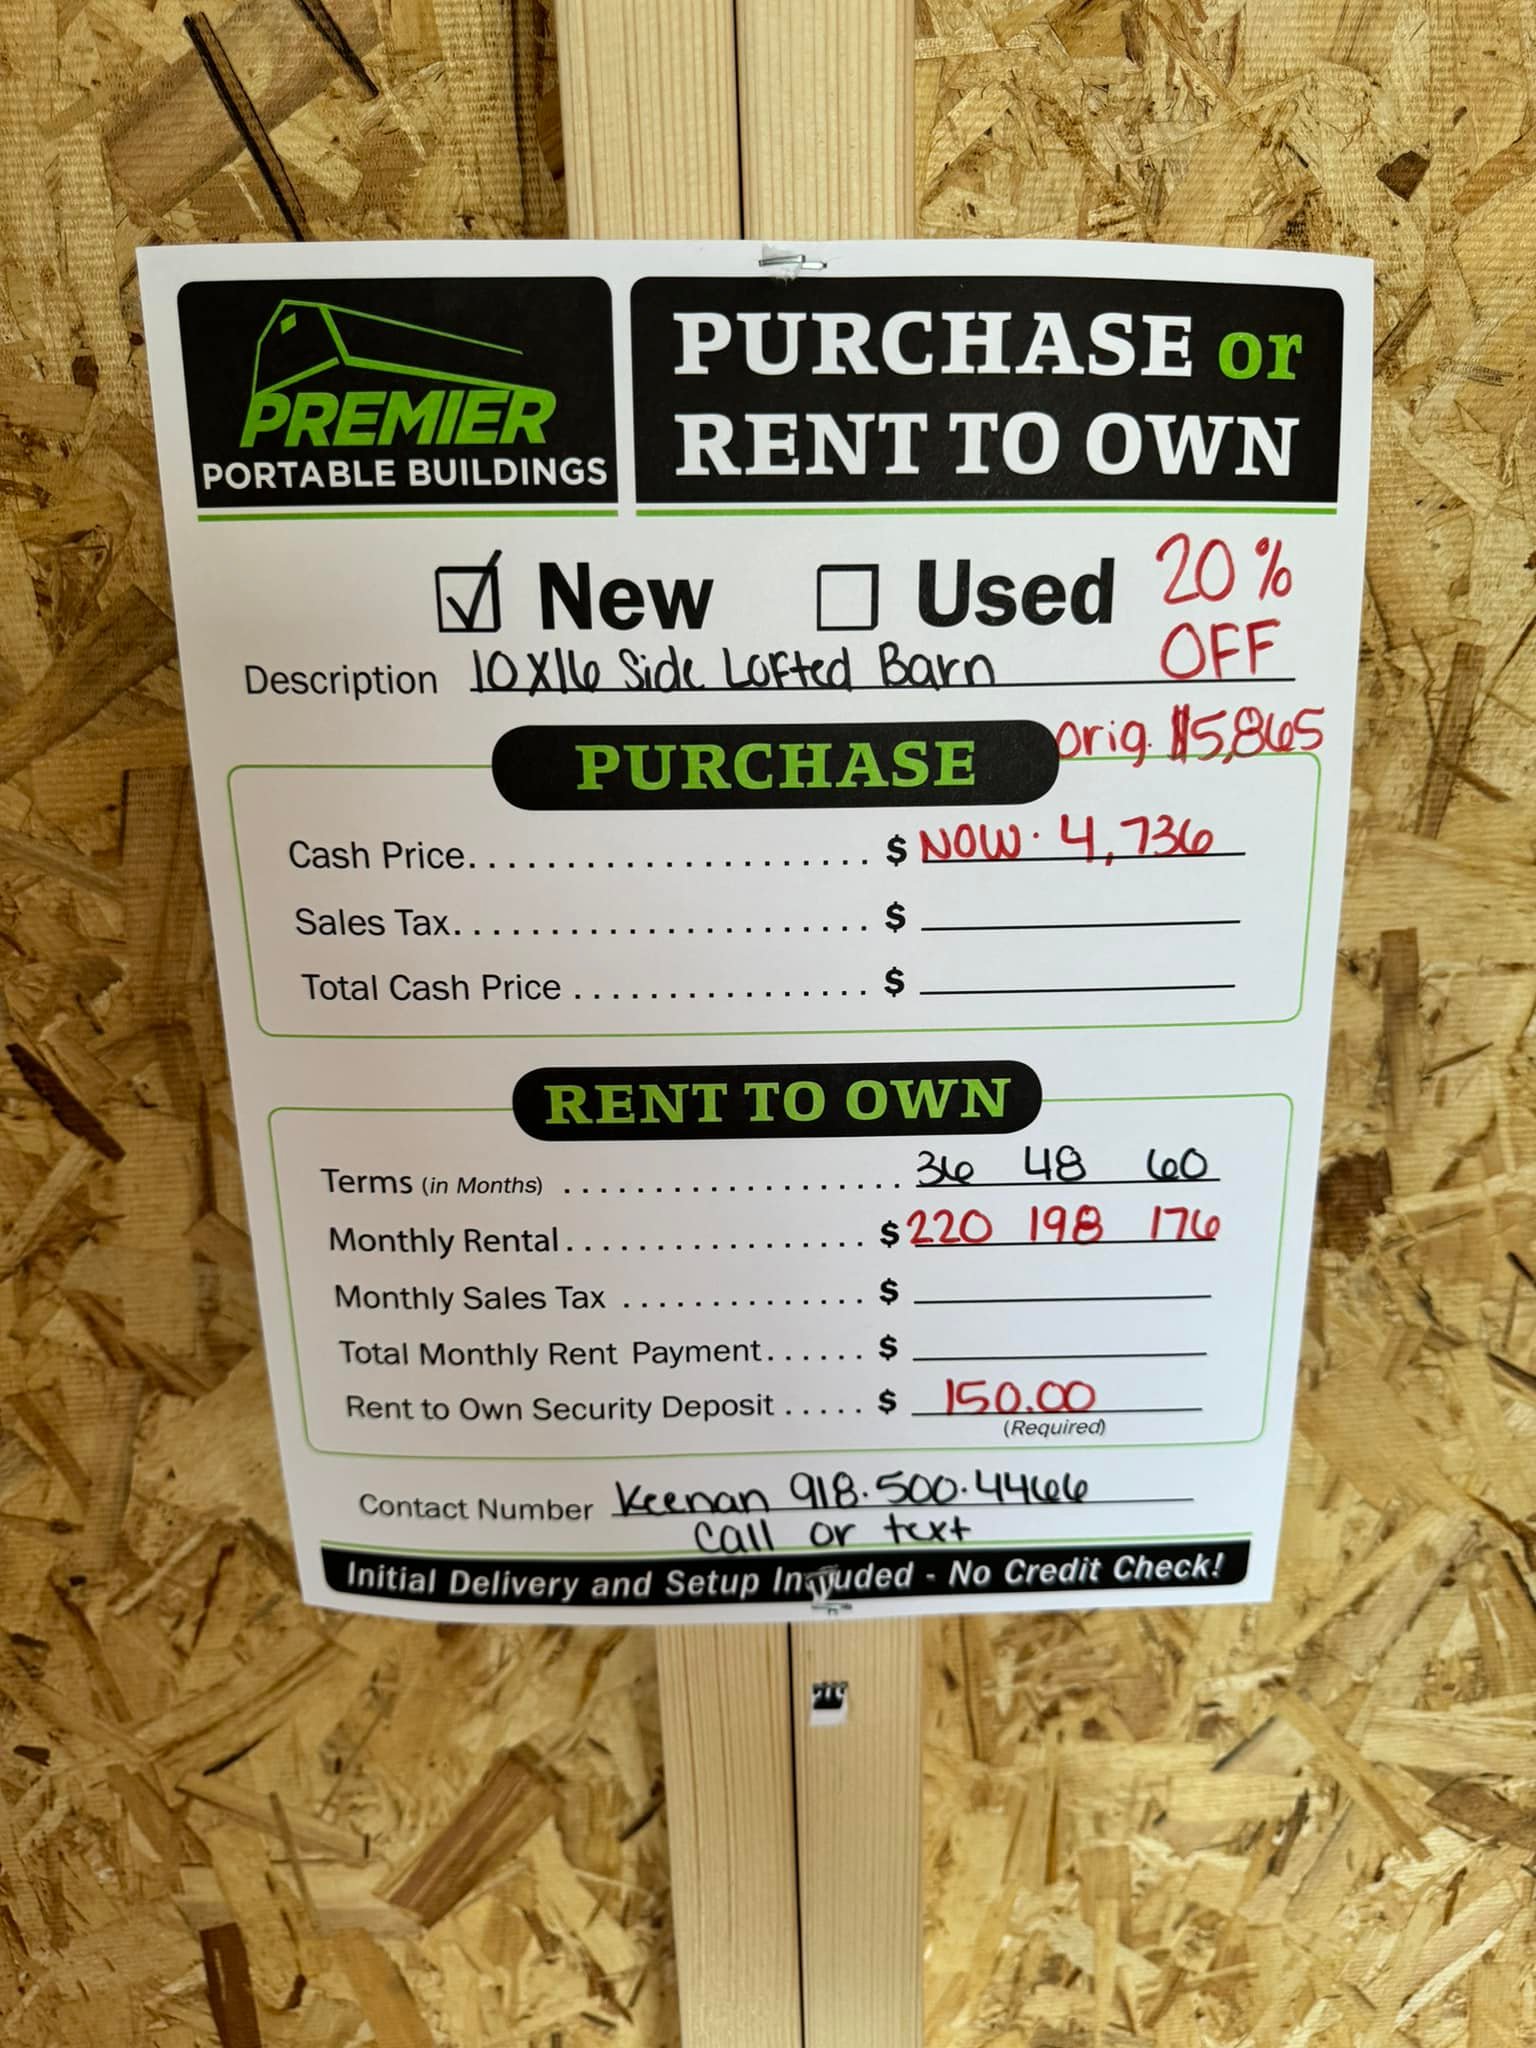 PREMIER
PORTABLE BUILDINGS
PURCHASE or
RENT TO OWN
New Used 20%
OFF
Description 10X16 Side Lofted Barn
PURCHASE orig. $5,865
Cash Price..................... $ NOW. 4,736
Sales Tax...................... $
Total Cash Price ................ $
RENT TO OWN
Terms (in Months) .................... 36 48 60
Monthly Rental.................. $ 220 198 176
Monthly Sales Tax .............. $
Total Monthly Rent Payment...... $
Rent to Own Security Deposit ..... $ 150.00
(Required)
Contact Number Keenan 918.500.4466
Call or text
Initial Delivery and Setup Included - No Credit Check!